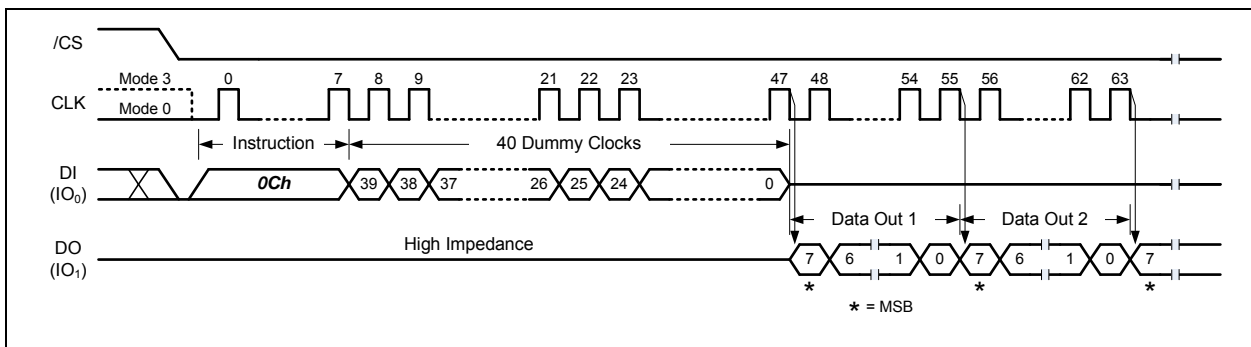 /CS
Mode 3 0 7 8 9 21 22 23 47 48 54 55 56 62 63
CLK
Mode 0
Instruction 40 Dummy Clocks
DI
(IO0)
0Ch 39 38 37 26 25 24 0
Data Out 1 Data Out 2
High Impedance
DO
(IO1)
7 6 1 0 7 6 1 0 7
* * *
* = MSB